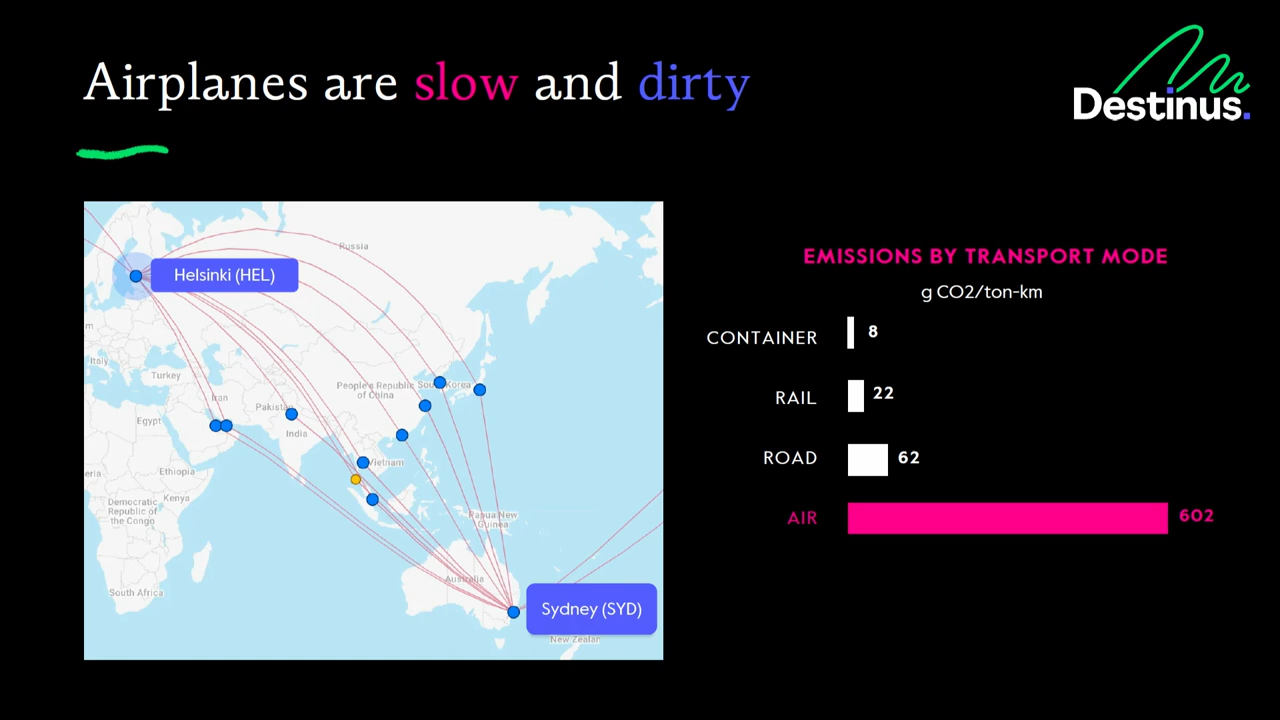 Airplanes are slow and dirty
Destinus.
Helsinki (HEL)
Russia
Italy
Turkey
Iran
Pakistan
People's Republic
of China
South Korea
Egypt
India
Vietnam
Ethiopia
Kenya
Democratic
Republic of
the Congo
Papua New
Guinea
Australia
South Africa
Sydney (SYD)
New Zealan
EMISSIONS BY TRANSPORT MODE
g CO2/ton-km
CONTAINER 8
RAIL 22
ROAD 62
AIR 602